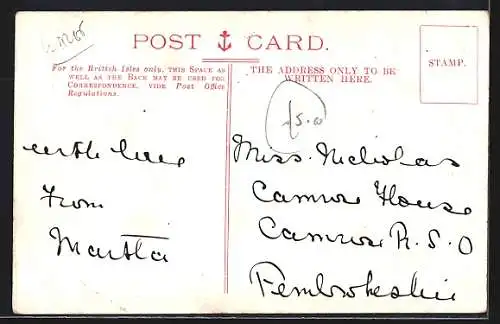 POST CARD.
For the British Isles only, THIS SPACE AS
WELL AS THE BACK MAY BE USED FOR
CORRESPONDENCE, VIDE Post Office
Regulations.
THE ADDRESS ONLY TO BE
WRITTEN HERE.
STAMP.
with love
From
Martha
Miss. Nicholas
Camrose House
Camrose R.S.O
Pembrokeshire